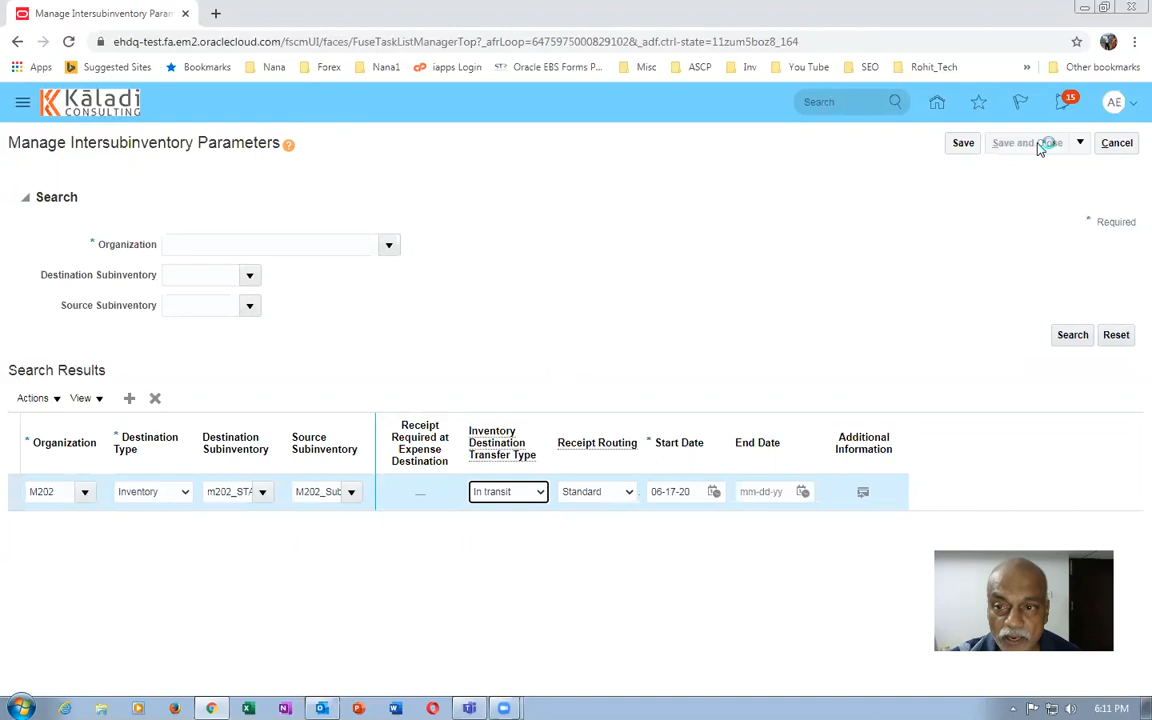 Manage Intersubinventory Param
ehdq-test.fa.em2.oraclecloud.com/fscmUI/faces/FuseTaskListManagerTop?_afrLoop=6475975000829102&_adf.ctrl-state=11zum5boz8_164
Apps Suggested Sites Bookmarks Nana Forex Nana1 iapps Login Oracle EBS Forms P... Misc ASCP Inv You Tube SEO Rohit_Tech » Other bookmarks
Kāladi
CONSULTING
Search
15
AE
Manage Intersubinventory Parameters
Save Save and Close Cancel
Search
* Required
* Organization
Destination Subinventory
Source Subinventory
Search Reset
Search Results
Actions View
* Organization
* Destination Type
Destination Subinventory
Source Subinventory
Receipt Required at Expense Destination
Inventory Destination Transfer Type
Receipt Routing
* Start Date
End Date
Additional Information
M202 Inventory m202_STA M202_Sub In transit Standard 06-17-20 mm-dd-yy
6:11 PM